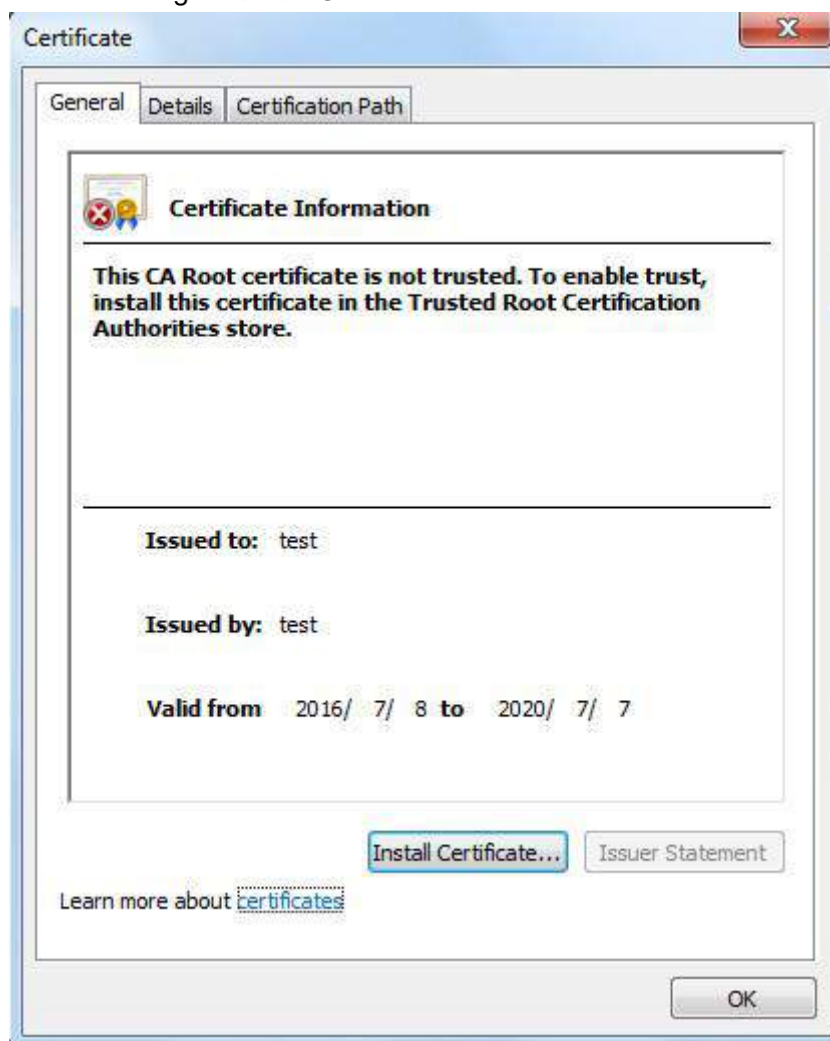 Certificate
General Details Certification Path
Certificate Information
This CA Root certificate is not trusted. To enable trust,
install this certificate in the Trusted Root Certification
Authorities store.
Issued to: test
Issued by: test
Valid from 2016/ 7/ 8 to 2020/ 7/ 7
Install Certificate... Issuer Statement
Learn more about certificates
OK